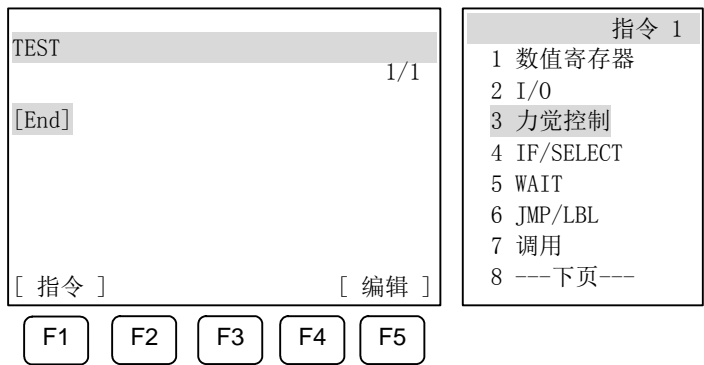 TEST
1/1
[End]
[ 指令 ] [ 编辑 ]
F1 F2 F3 F4 F5
指令 1
1 数值寄存器
2 I/O
3 力觉控制
4 IF/SELECT
5 WAIT
6 JMP/LBL
7 调用
8 ---下页---